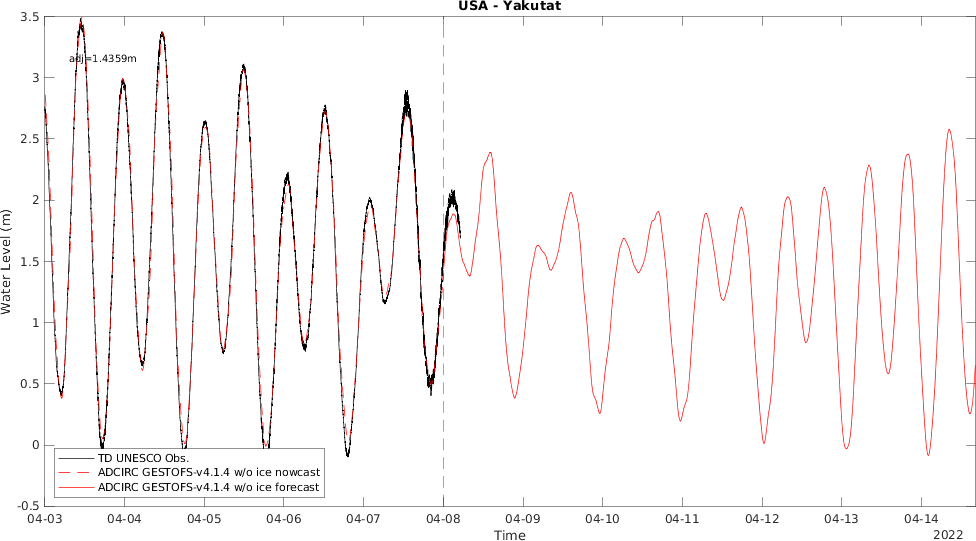 USA - Yakutat
3.5
adj=1.4359m
3
2.5
2
1.5
1
0.5
0
-0.5
Water Level (m)
TD UNESCO Obs.
ADCIRC GESTOFS-v4.1.4 w/o ice nowcast
ADCIRC GESTOFS-v4.1.4 w/o ice forecast
04-03 04-04 04-05 04-06 04-07 04-08 04-09 04-10 04-11 04-12 04-13 04-14
Time
2022